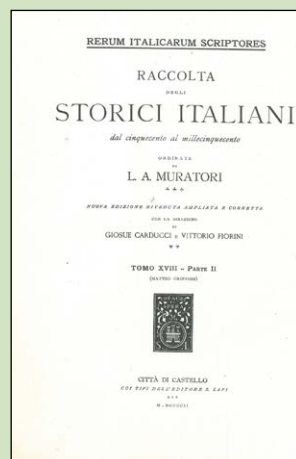 RERUM ITALICARUM SCRIPTORES
RACCOLTA
DEGLI
STORICI ITALIANI
dal cinquecento al millecinquecento
ORDINATA
DA
L. A. MURATORI
NUOVA EDIZIONE RIVEDUTA AMPLIATA E CORRETTA
CON LA DIREZIONE
DI
GIOSUE CARDUCCI E VITTORIO FIORINI
TOMO XVIII - PARTE II
CITTÀ DI CASTELLO
COI TIPI DELL'EDITORE S. LAPI